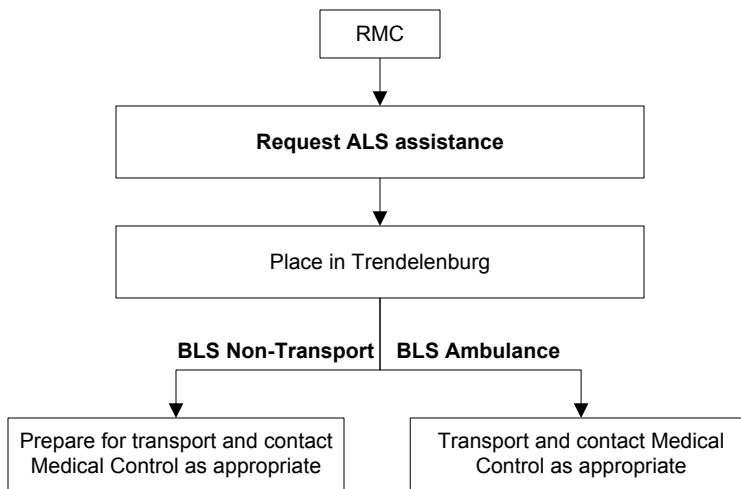 RMC
Request ALS assistance
Place in Trendelenburg
BLS Non-Transport
BLS Ambulance
Prepare for transport and contact
Medical Control as appropriate
Transport and contact Medical
Control as appropriate